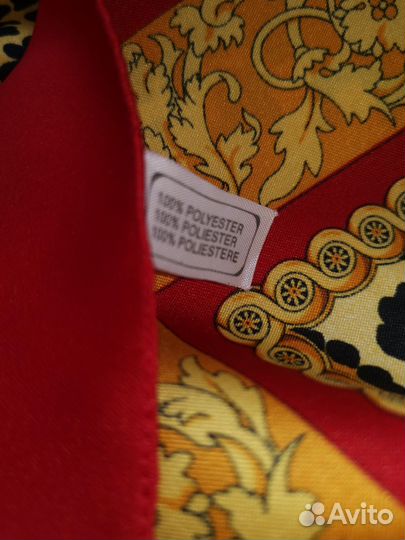 100% POLYESTER
100% POLIESTER
100% POLIESTERE
Avito